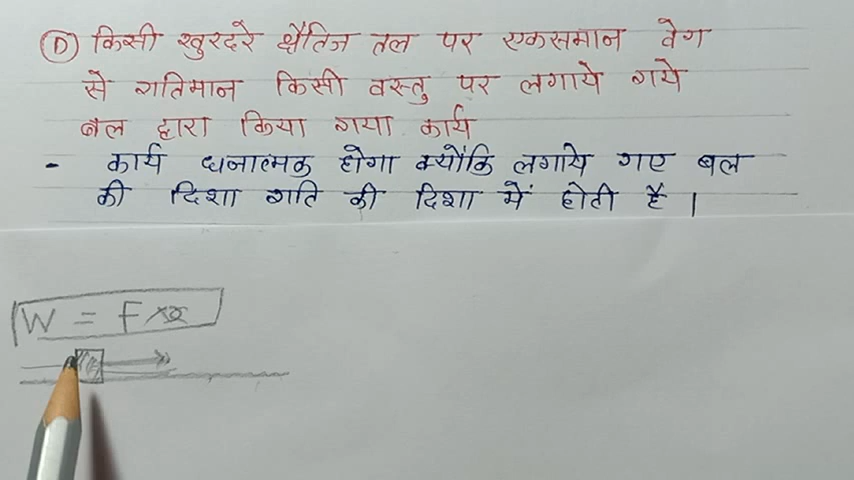 (D) किसी खुरदरे क्षैतिज तल पर एकसमान वेग
से गतिमान किसी वस्तु पर लगाये गये
बल द्वारा किया गया कार्य
- कार्य धनात्मक होगा क्योंकि लगाये गए बल
की दिशा गति की दिशा में होती है ।
W = F × x